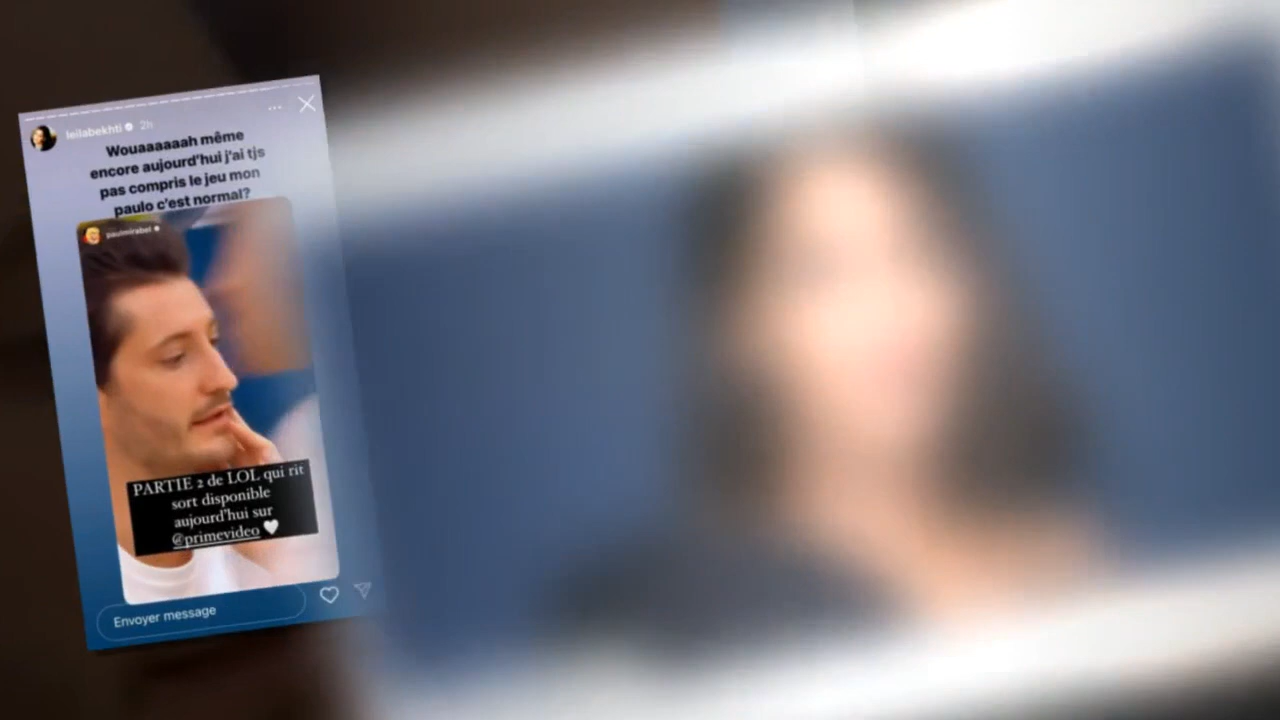 leilabekhti 2h
Wouaaaaaah même
encore aujourd'hui j'ai tjs
pas compris le jeu mon
paulo c'est normal?
paulmirabel
PARTIE 2 de LOL qui rit
sort disponible
aujourd'hui sur
@primevideo 🤍
Envoyer message